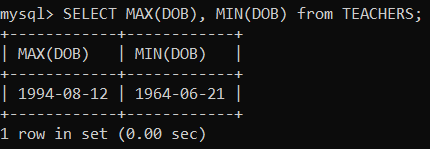 mysql> SELECT MAX(DOB), MIN(DOB) from TEACHERS;
+------------+------------+
| MAX(DOB)   | MIN(DOB)   |
+------------+------------+
| 1994-08-12 | 1964-06-21 |
+------------+------------+
1 row in set (0.00 sec)